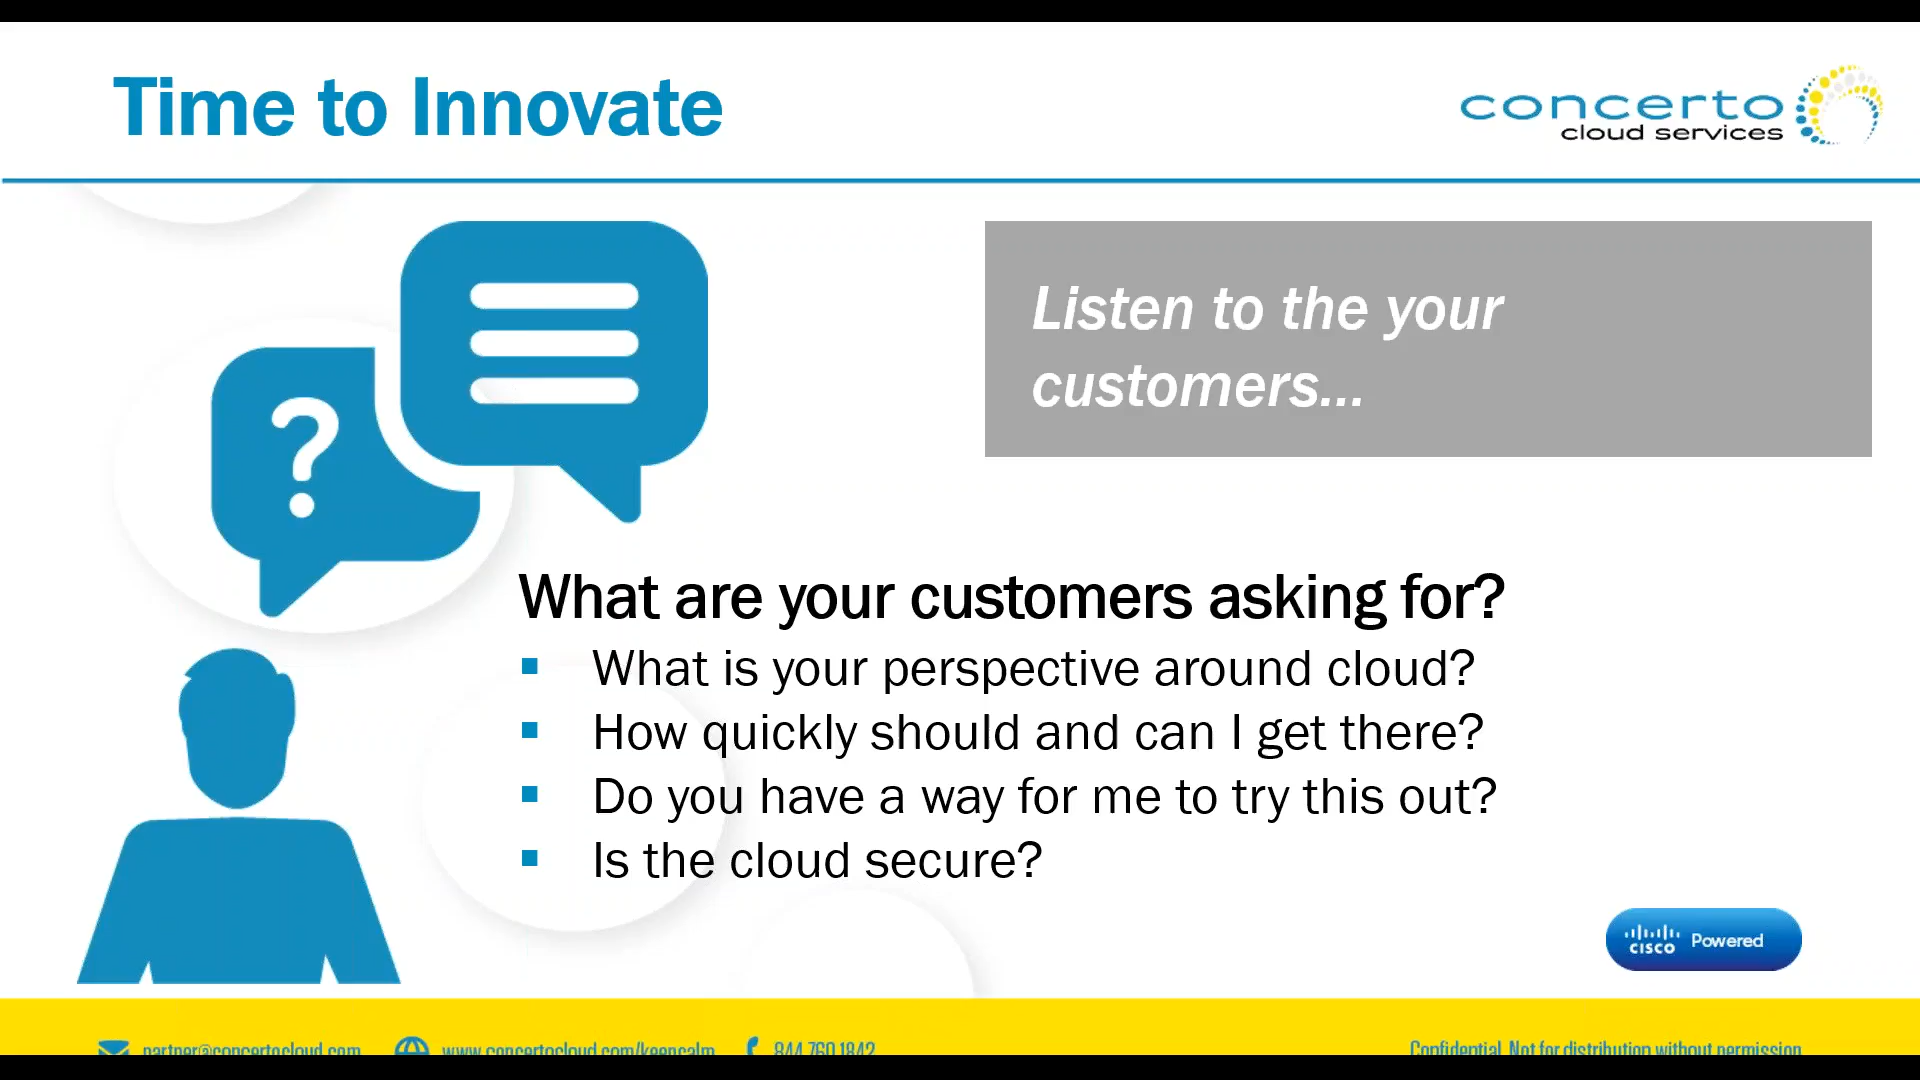 Time to Innovate
concerto
cloud services
Listen to the your
customers...
?
What are your customers asking for?
What is your perspective around cloud?
How quickly should and can I get there?
Do you have a way for me to try this out?
Is the cloud secure?
CISCO Powered
partner@concertocloud.com www.concertocloud.com/keepcalm 844.760.1842 Confidential. Not for distribution without permission